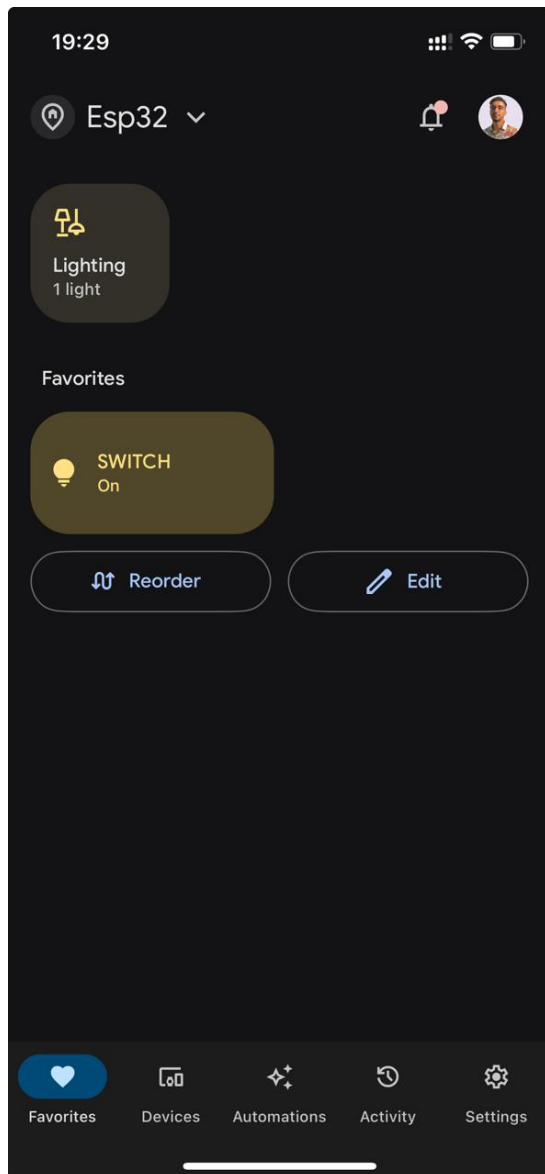 19:29
Esp32
Lighting
1 light
Favorites
SWITCH
On
Reorder
Edit
Favorites
Devices
Automations
Activity
Settings